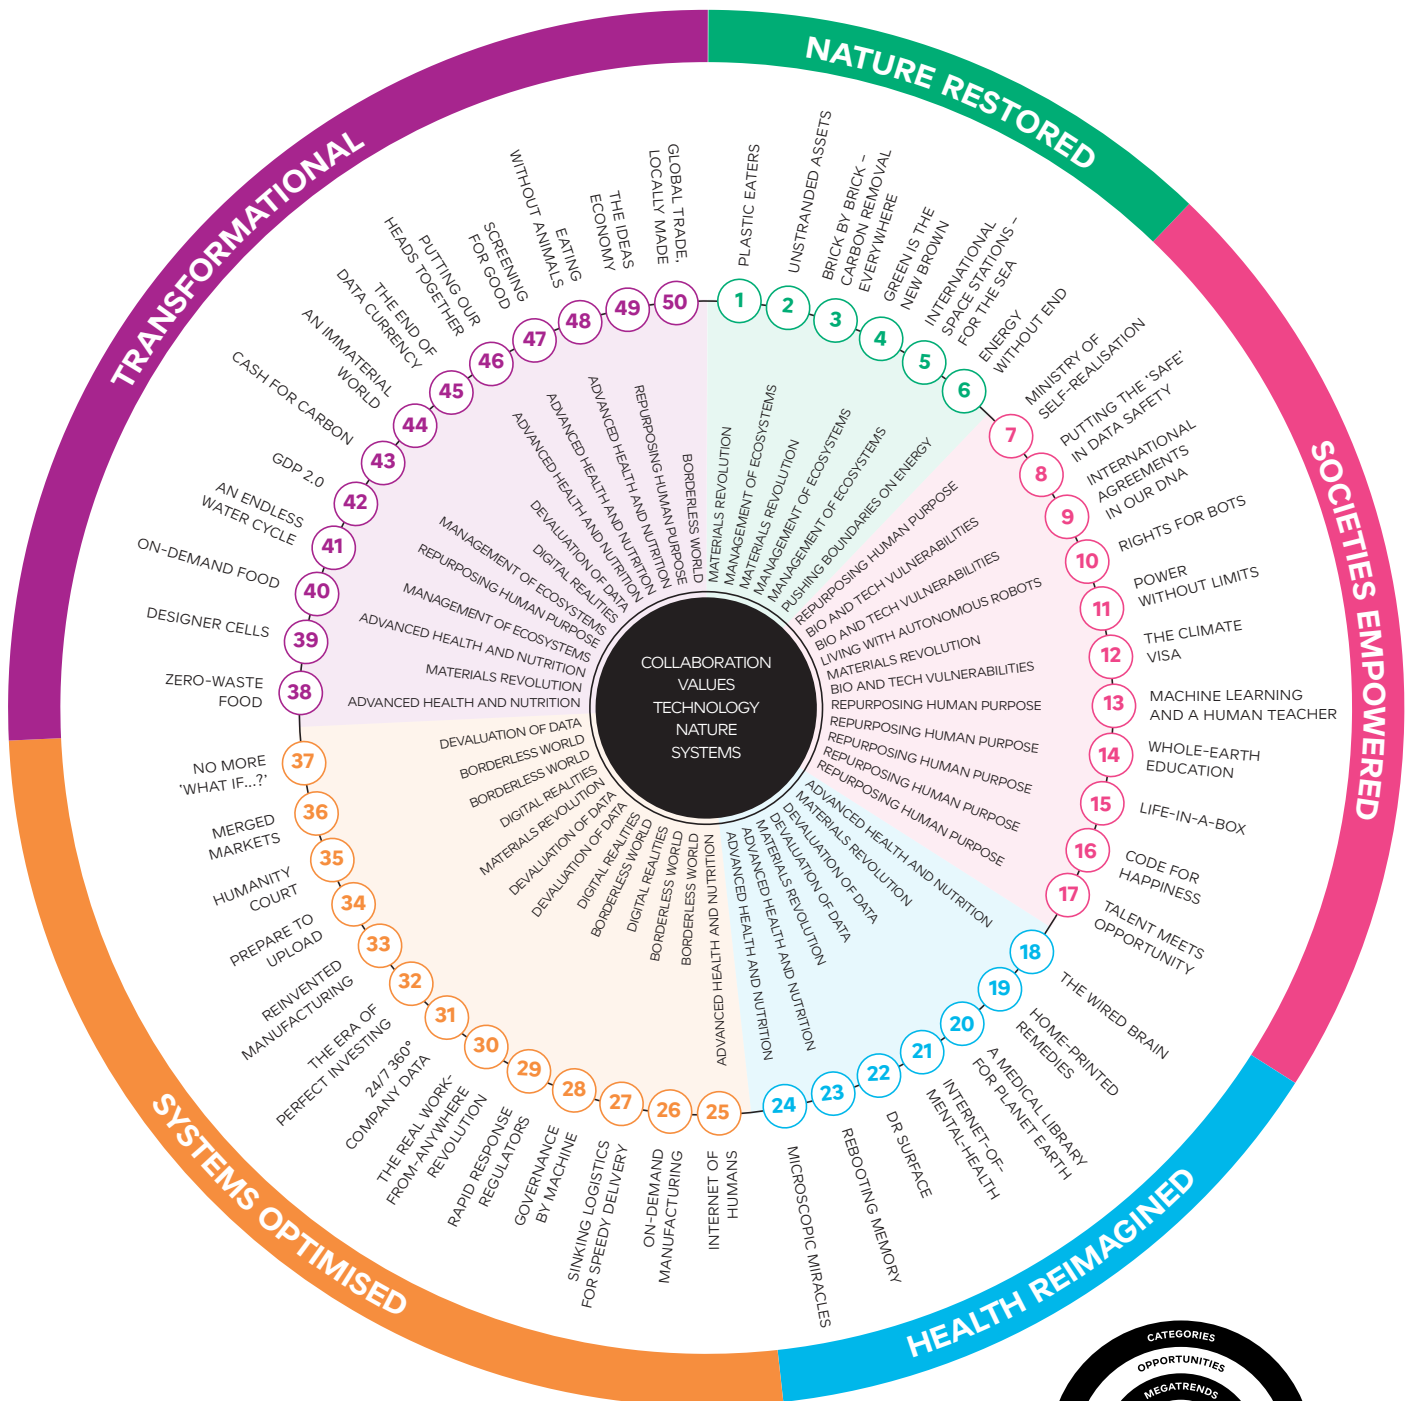 NATURE RESTORED
SOCIETIES EMPOWERED
HEALTH REIMAGINED
SYSTEMS OPTIMISED
TRANSFORMATIONAL
1
PLASTIC EATERS
2
UNSTRANDED ASSETS
3
BRICK BY BRICK –
CARBON REMOVAL
EVERYWHERE
4
GREEN IS THE
NEW BROWN
5
INTERNATIONAL
SPACE STATIONS –
FOR THE SEA
6
ENERGY
WITHOUT END
7
MINISTRY OF
SELF-REALISATION
8
PUTTING THE 'SAFE'
IN DATA SAFETY
9
INTERNATIONAL
AGREEMENTS
IN OUR DNA
10
RIGHTS FOR BOTS
11
POWER
WITHOUT LIMITS
12
THE CLIMATE
VISA
13
MACHINE LEARNING
AND A HUMAN TEACHER
14
WHOLE-EARTH
EDUCATION
15
LIFE-IN-A-BOX
16
CODE FOR
HAPPINESS
17
TALENT MEETS
OPPORTUNITY
18
THE WIRED BRAIN
19
HOME-PRINTED
REMEDIES
20
A MEDICAL LIBRARY
FOR PLANET EARTH
21
INTERNET-OF-
MENTAL-HEALTH
22
DR SURFACE
23
REBOOTING MEMORY
24
MICROSCOPIC MIRACLES
25
INTERNET OF
HUMANS
26
ON-DEMAND
MANUFACTURING
27
SINKING LOGISTICS
FOR SPEEDY DELIVERY
28
GOVERNANCE
BY MACHINE
29
RAPID RESPONSE
REGULATORS
30
THE REAL WORK-
FROM-ANYWHERE
REVOLUTION
31
24/7 360°
COMPANY DATA
32
THE ERA OF
PERFECT INVESTING
33
REINVENTED
MANUFACTURING
34
PREPARE TO
UPLOAD
35
HUMANITY
COURT
36
MERGED
MARKETS
37
NO MORE
'WHAT IF...?'
38
ZERO-WASTE
FOOD
39
DESIGNER CELLS
40
ON-DEMAND FOOD
41
AN ENDLESS
WATER CYCLE
42
GDP 2.0
43
CASH FOR CARBON
44
AN IMMATERIAL
WORLD
45
THE END OF
DATA CURRENCY
46
PUTTING OUR
HEADS TOGETHER
47
SCREENING
FOR GOOD
48
EATING
WITHOUT ANIMALS
49
THE IDEAS
ECONOMY
50
GLOBAL TRADE,
LOCALLY MADE
MATERIALS REVOLUTION
MANAGEMENT OF ECOSYSTEMS
MATERIALS REVOLUTION
MANAGEMENT OF ECOSYSTEMS
MANAGEMENT OF ECOSYSTEMS
PUSHING BOUNDARIES ON ENERGY
REPURPOSING HUMAN PURPOSE
BIO AND TECH VULNERABILITIES
BIO AND TECH VULNERABILITIES
LIVING WITH AUTONOMOUS ROBOTS
MATERIALS REVOLUTION
BIO AND TECH VULNERABILITIES
REPURPOSING HUMAN PURPOSE
REPURPOSING HUMAN PURPOSE
REPURPOSING HUMAN PURPOSE
REPURPOSING HUMAN PURPOSE
REPURPOSING HUMAN PURPOSE
ADVANCED HEALTH AND NUTRITION
MATERIALS REVOLUTION
DEVALUATION OF DATA
DEVALUATION OF DATA
MATERIALS REVOLUTION
ADVANCED HEALTH AND NUTRITION
ADVANCED HEALTH AND NUTRITION
ADVANCED HEALTH AND NUTRITION
BORDERLESS WORLD
BORDERLESS WORLD
DIGITAL REALITIES
BORDERLESS WORLD
DIGITAL REALITIES
DEVALUATION OF DATA
DEVALUATION OF DATA
MATERIALS REVOLUTION
DIGITAL REALITIES
BORDERLESS WORLD
BORDERLESS WORLD
DEVALUATION OF DATA
ADVANCED HEALTH AND NUTRITION
MATERIALS REVOLUTION
ADVANCED HEALTH AND NUTRITION
MANAGEMENT OF ECOSYSTEMS
REPURPOSING HUMAN PURPOSE
MANAGEMENT OF ECOSYSTEMS
DIGITAL REALITIES
DEVALUATION OF DATA
ADVANCED HEALTH AND NUTRITION
ADVANCED HEALTH AND NUTRITION
ADVANCED HEALTH AND NUTRITION
REPURPOSING HUMAN PURPOSE
BORDERLESS WORLD
COLLABORATION
VALUES
TECHNOLOGY
NATURE
SYSTEMS
CATEGORIES
OPPORTUNITIES
MEGATRENDS